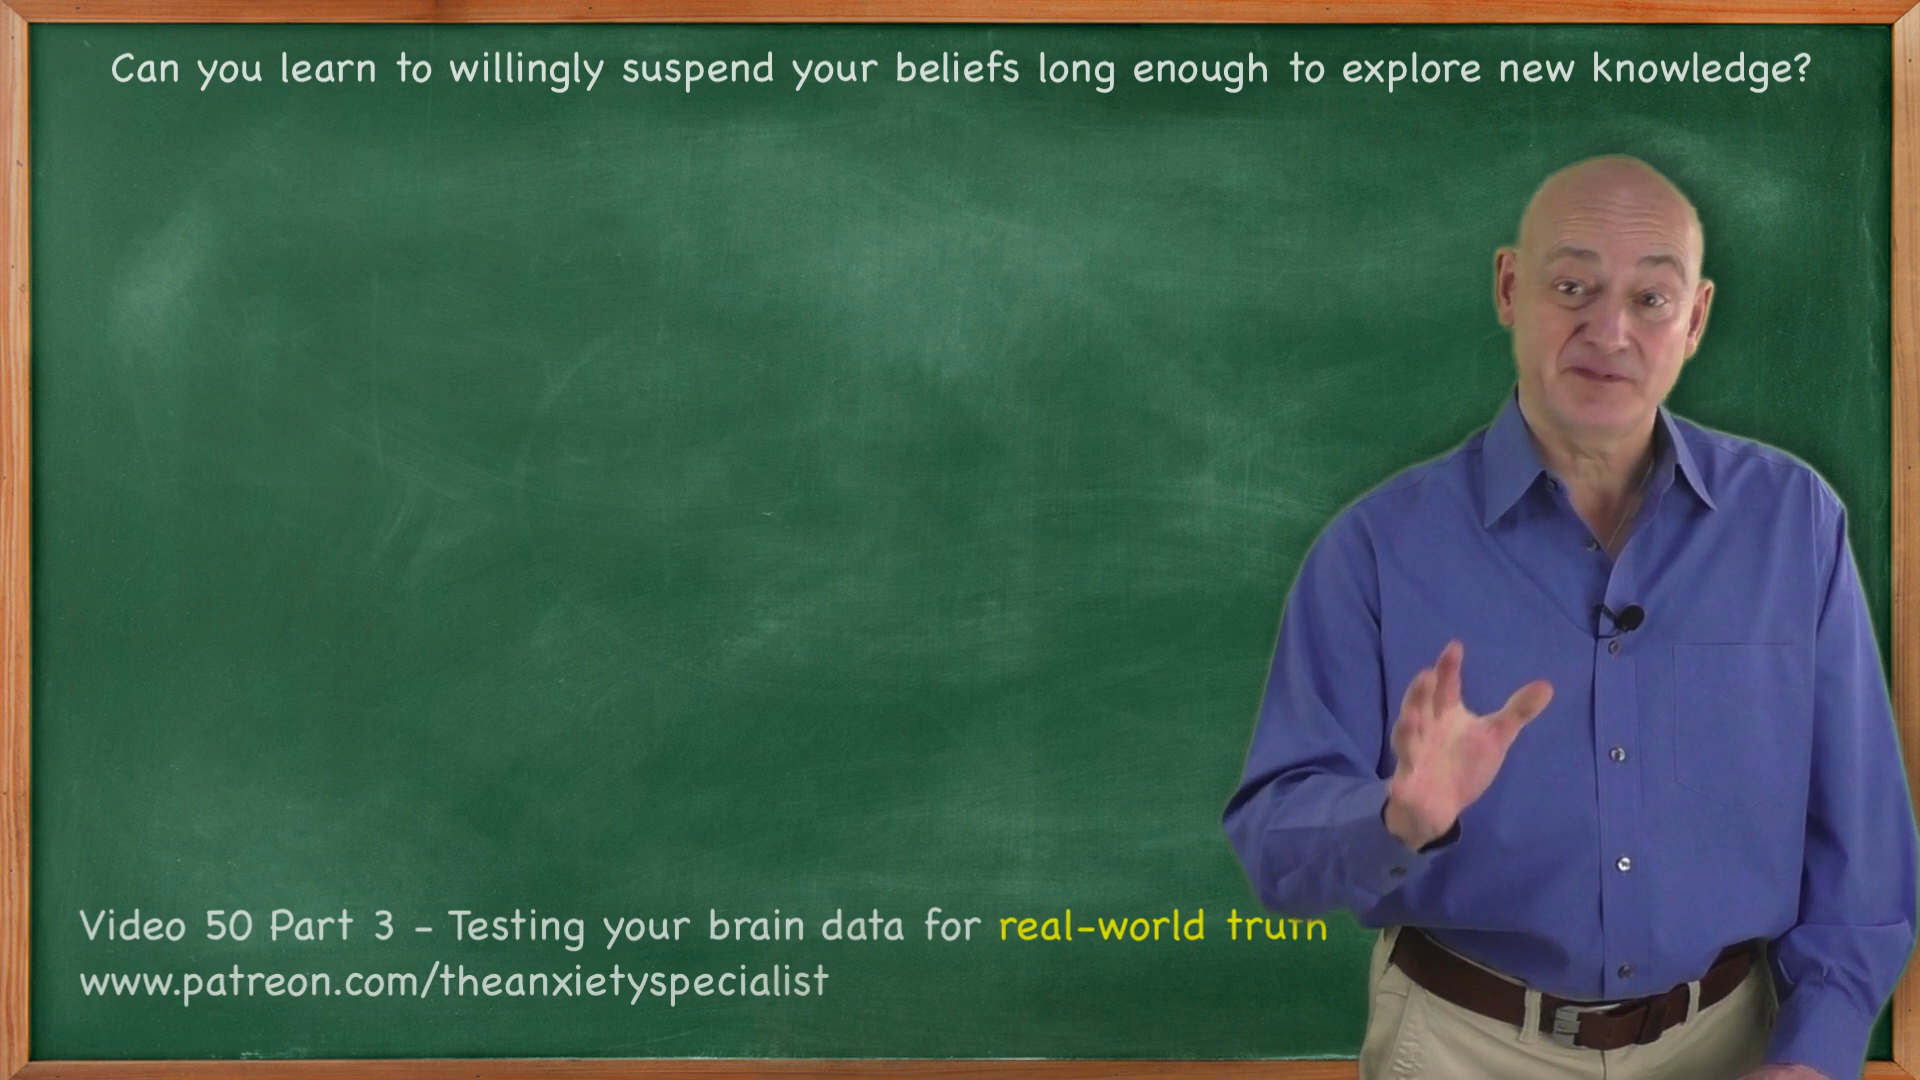 Can you learn to willingly suspend your beliefs long enough to explore new knowledge?
Video 50 Part 3 - Testing your brain data for real-world truth
www.patreon.com/theanxietyspecialist